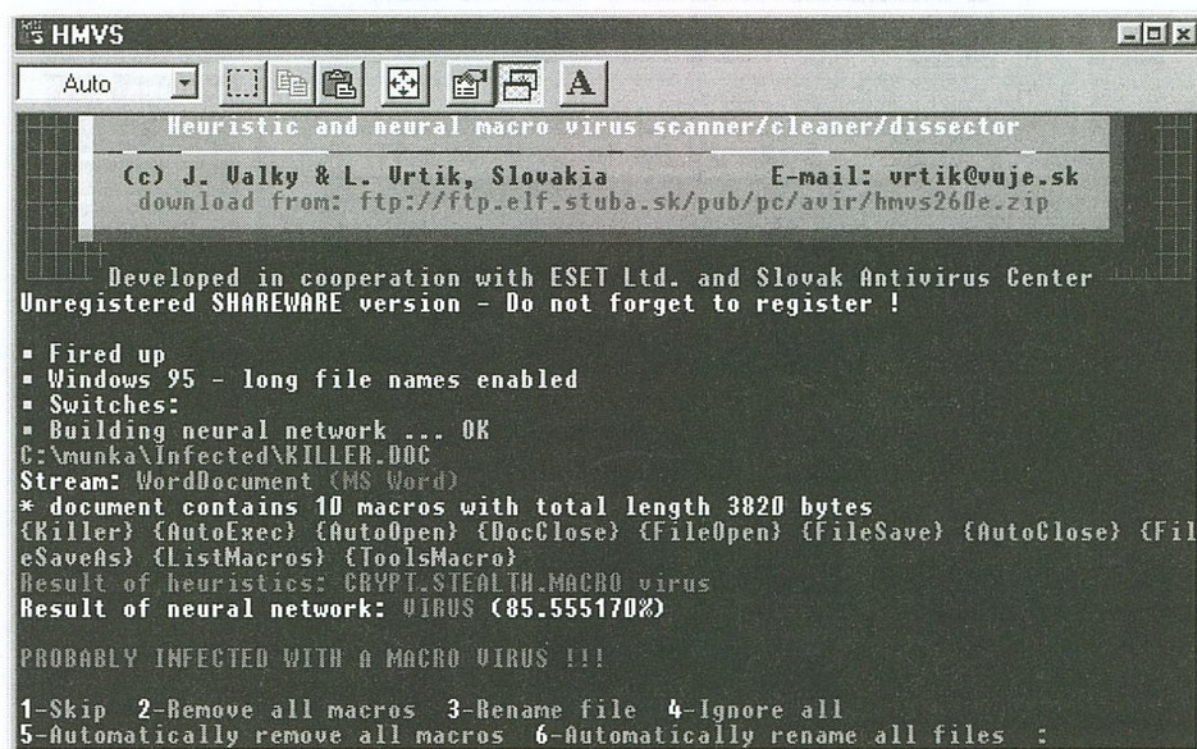 HMVS
Auto
A
Heuristic and neural macro virus scanner/cleaner/dissector
(c) J. Valky & L. Vrtik, Slovakia E-mail: vrtik@vuje.sk
download from: ftp://ftp.elf.stuba.sk/pub/pc/avir/hmvs260e.zip
Developed in cooperation with ESET Ltd. and Slovak Antivirus Center
Unregistered SHAREWARE version - Do not forget to register !
▪ Fired up
▪ Windows 95 - long file names enabled
▪ Switches:
▪ Building neural network ... OK
C:\munka\Infected\KILLER.DOC
Stream: WordDocument (MS Word)
* document contains 10 macros with total length 3820 bytes
{Killer} {AutoExec} {AutoOpen} {DocClose} {FileOpen} {FileSave} {AutoClose} {Fil
eSaveAs} {ListMacros} {ToolsMacro}
Result of heuristics: CRYPT.STEALTH.MACRO virus
Result of neural network: VIRUS (85.555170%)
PROBABLY INFECTED WITH A MACRO VIRUS !!!
1-Skip 2-Remove all macros 3-Rename file 4-Ignore all
5-Automatically remove all macros 6-Automatically rename all files :